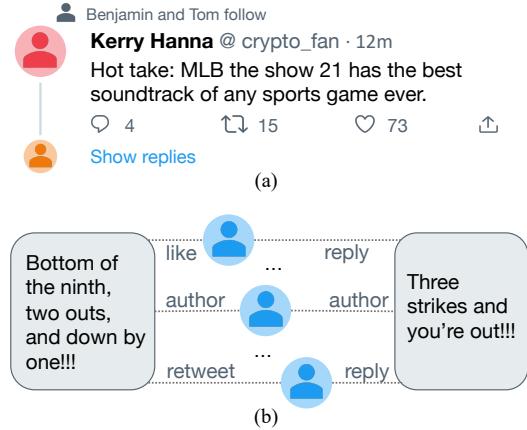 Benjamin and Tom follow
Kerry Hanna @ crypto_fan · 12m
Hot take: MLB the show 21 has the best
soundtrack of any sports game ever.
4 15 73
Show replies
(a)
Bottom of
the ninth,
two outs,
and down by
one!!!
like
reply
...
author
author
...
retweet
reply
Three
strikes and
you're out!!!
(b)